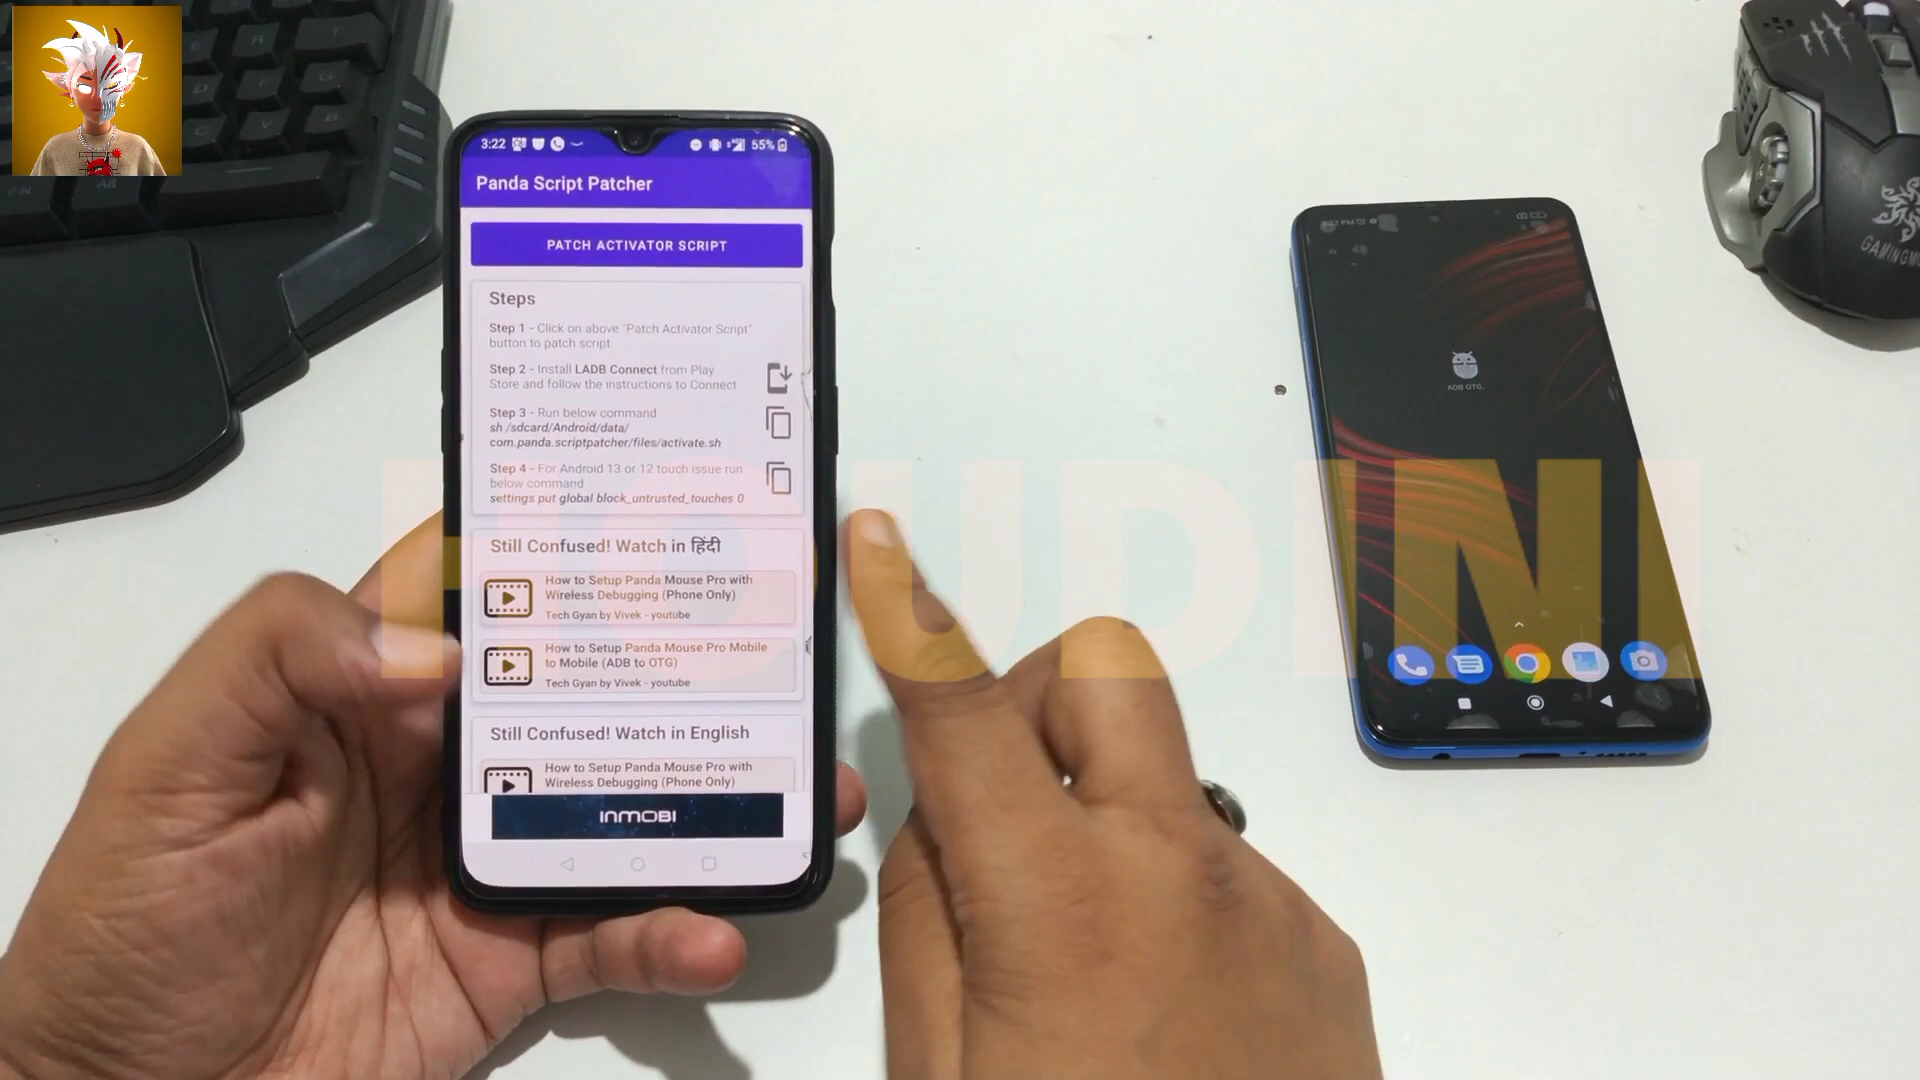 3:22
55%
Panda Script Patcher
PATCH ACTIVATOR SCRIPT
Steps
Step 1 - Click on above "Patch Activator Script"
button to patch script.
Step 2 - Install LADB Connect from Play
Store and follow the instructions to Connect
Step 3 - Run below command
sh /sdcard/Android/data/
com.panda.scriptpatcher/files/activate.sh
Step 4 - For Android 13 or 12 touch issue run
below command
settings put global block_untrusted_touches 0
Still Confused! Watch in हिंदी
How to Setup Panda Mouse Pro with
Wireless Debugging (Phone Only)
Tech Gyan by Vivek - youtube
How to Setup Panda Mouse Pro Mobile
to Mobile (ADB to OTG)
Tech Gyan by Vivek - youtube
Still Confused! Watch in English
How to Setup Panda Mouse Pro with
Wireless Debugging (Phone Only)
INMOBI
HOUDINI
ADB OTG..
Alt